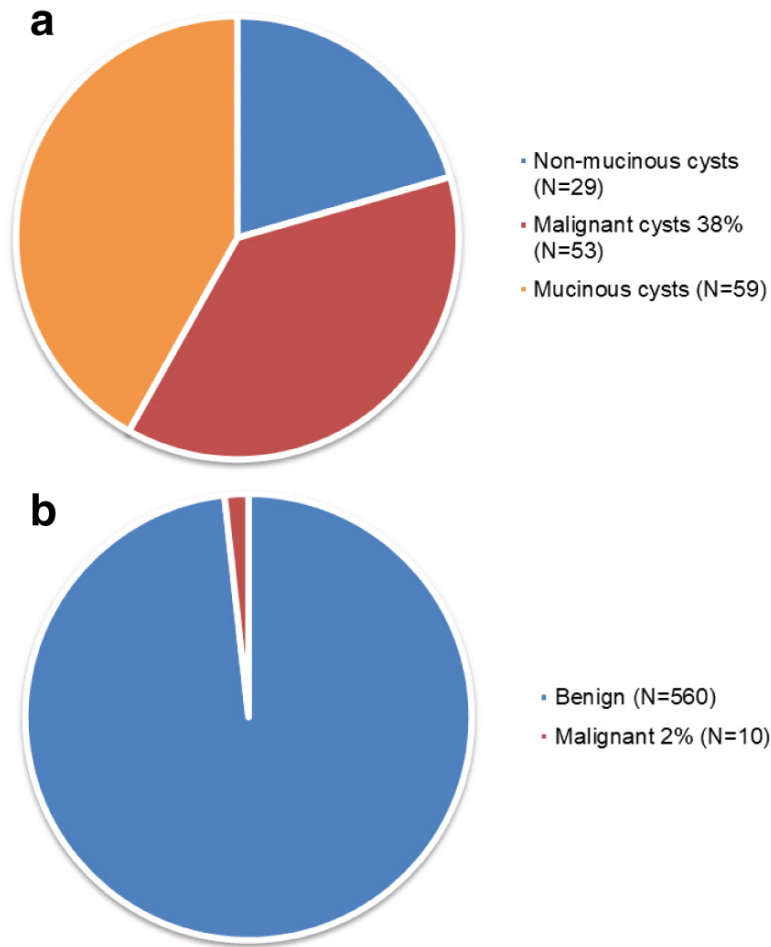 a
Non-mucinous cysts
(N=29)
Malignant cysts 38%
(N=53)
Mucinous cysts (N=59)
b
Benign (N=560)
Malignant 2% (N=10)